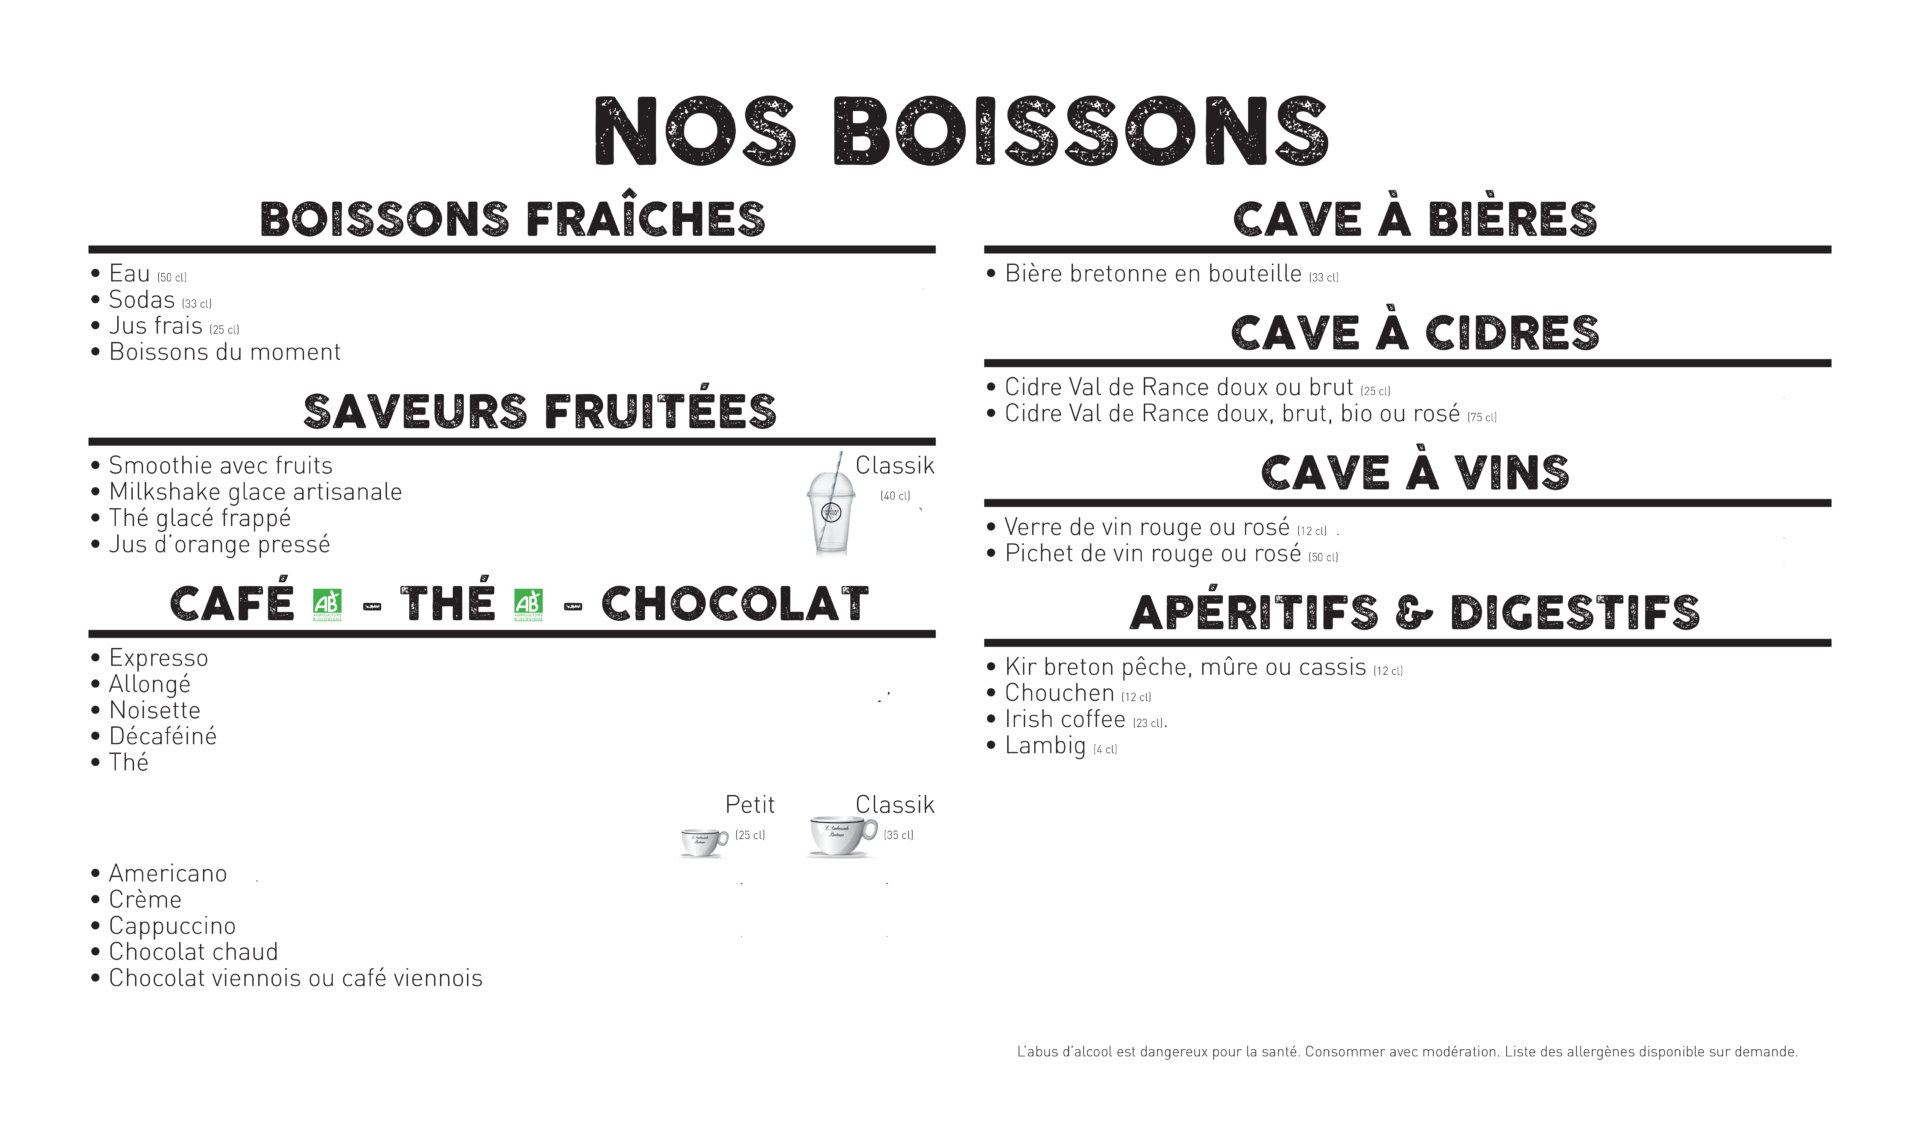 NOS BOISSONS
BOISSONS FRAÎCHES
• Eau (50 cl)
• Sodas (33 cl)
• Jus frais (25 cl)
• Boissons du moment
SAVEURS FRUITÉES
Classik
(40 cl)
• Smoothie avec fruits
• Milkshake glace artisanale
• Thé glacé frappé
• Jus d'orange pressé
CAFÉ AB - THÉ AB - CHOCOLAT
• Expresso
• Allongé
• Noisette
• Décaféiné
• Thé
Petit Classik
(25 cl) (35 cl)
• Americano
• Crème
• Cappuccino
• Chocolat chaud
• Chocolat viennois ou café viennois
CAVE À BIÈRES
• Bière bretonne en bouteille (33 cl)
CAVE À CIDRES
• Cidre Val de Rance doux ou brut (25 cl)
• Cidre Val de Rance doux, brut, bio ou rosé (75 cl)
CAVE À VINS
• Verre de vin rouge ou rosé (12 cl)
• Pichet de vin rouge ou rosé (50 cl)
APÉRITIFS & DIGESTIFS
• Kir breton pêche, mûre ou cassis (12 cl)
• Chouchen (12 cl)
• Irish coffee (23 cl).
• Lambig (4 cl)
L'abus d'alcool est dangereux pour la santé. Consommer avec modération. Liste des allergènes disponible sur demande.